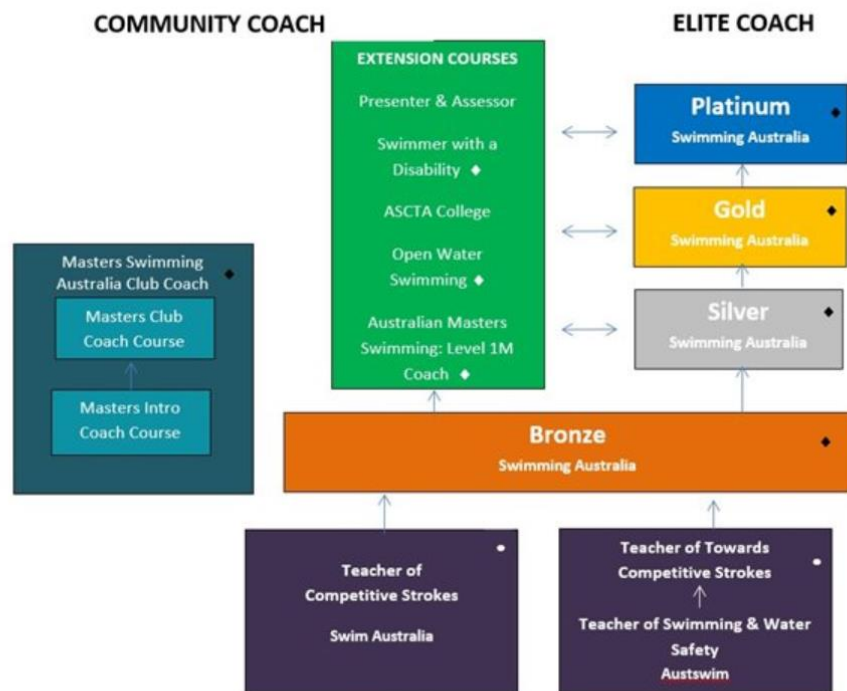 COMMUNITY COACH
ELITE COACH
EXTENSION COURSES
Presenter & Assessor
Swimmer with a
Disability
ASCTA College
Open Water
Swimming
Australian Masters
Swimming: Level 1M
Coach
Platinum
Swimming Australia
Gold
Swimming Australia
Silver
Swimming Australia
Masters Swimming
Australia Club Coach
Masters Club
Coach Course
Masters Intro
Coach Course
Bronze
Swimming Australia
Teacher of
Competitive Strokes
Swim Australia
Teacher of Towards
Competitive Strokes
Teacher of Swimming & Water
Safety
Austswim